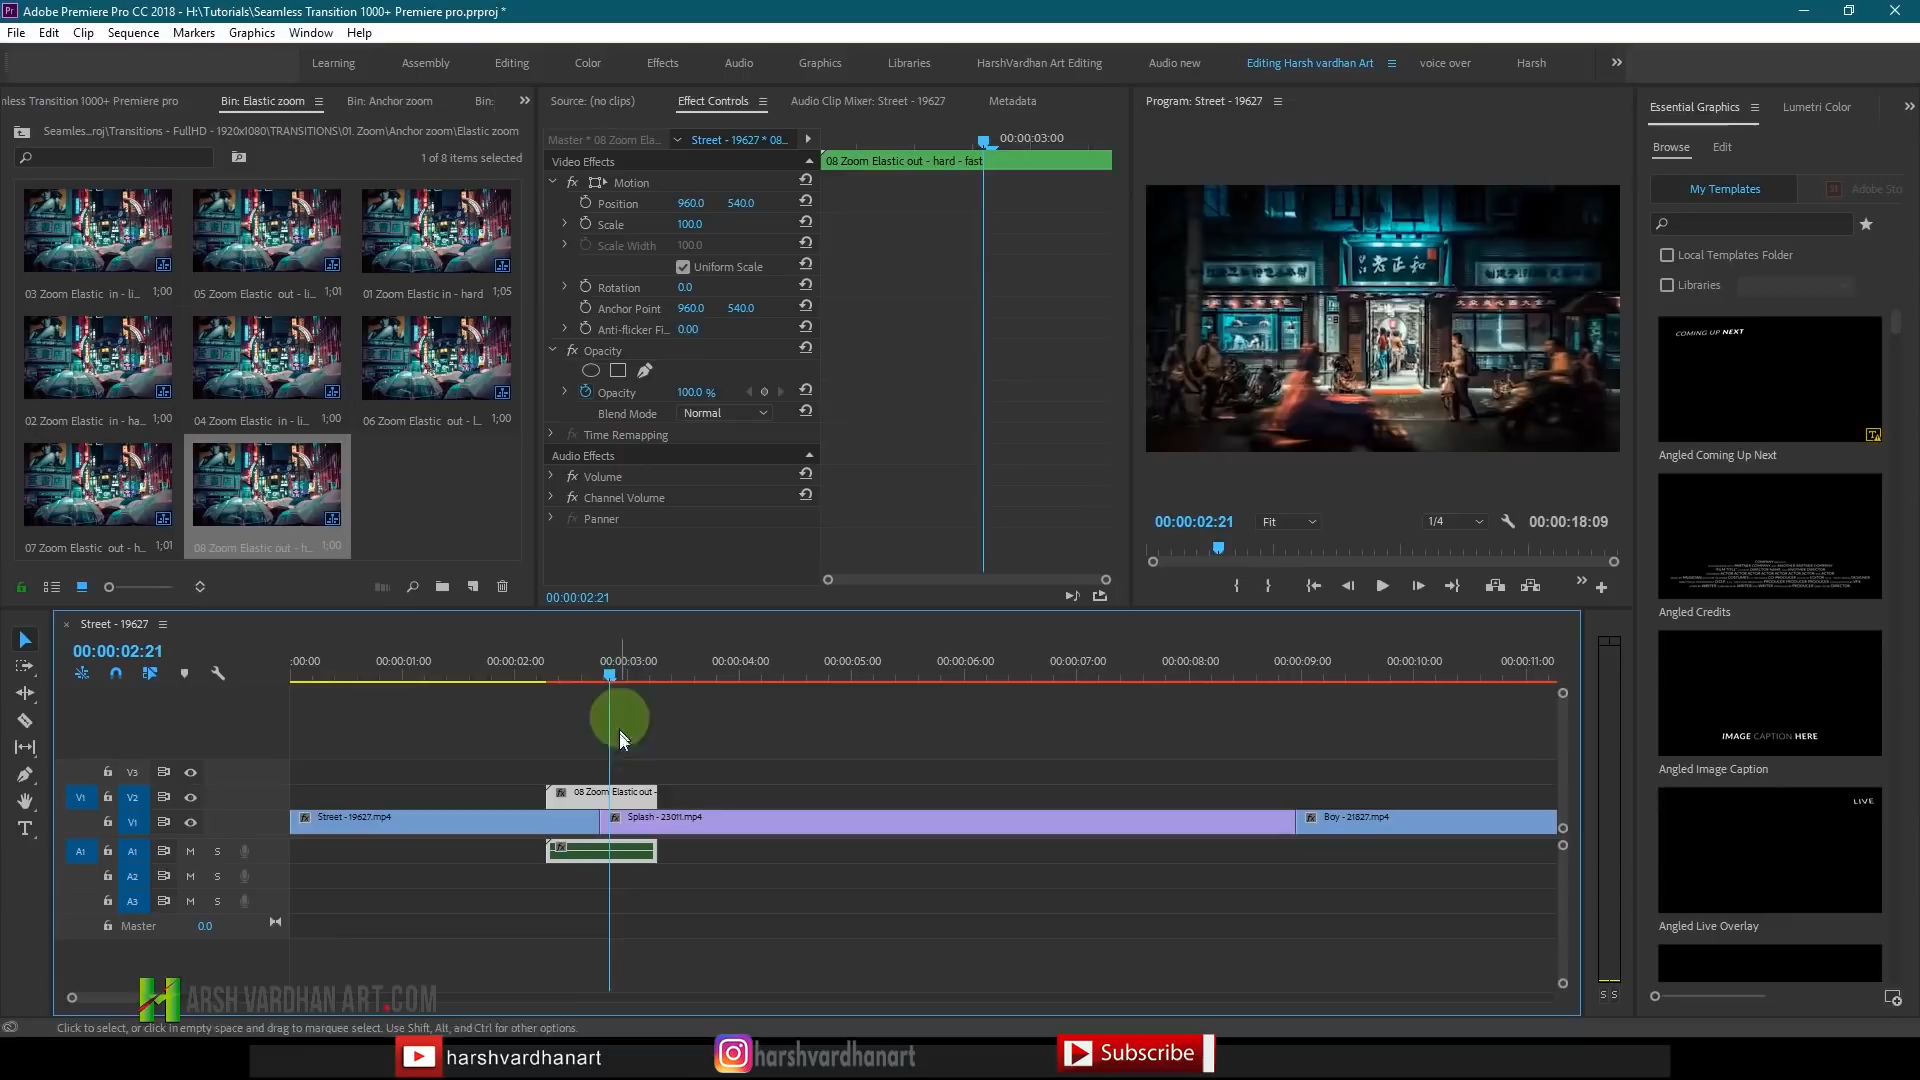 Adobe Premiere Pro CC 2018 - H:\Tutorials\Seamless Transition 1000+ Premiere pro.prproj *
File Edit Clip Sequence Markers Graphics Window Help
Learning Assembly Editing Color Effects Audio Graphics Libraries HarshVardhan Art Editing Audio new Editing Harsh vardhan Art voice over Harsh
mless Transition 1000+ Premiere pro Bin: Elastic zoom Bin: Anchor zoom Bin:
Seamles...roj\Transitions - FullHD - 1920x1080\TRANSITIONS\01. Zoom\Anchor zoom\Elastic zoom
1 of 8 items selected
03 Zoom Elastic in - li... 1;00
05 Zoom Elastic out - li... 1;01
01 Zoom Elastic in - hard 1;05
02 Zoom Elastic in - ha... 1;00
04 Zoom Elastic in - li... 1;00
06 Zoom Elastic out - l... 1;00
07 Zoom Elastic out - h... 1;01
08 Zoom Elastic out - h... 1;00
Source: (no clips) Effect Controls Audio Clip Mixer: Street - 19627 Metadata
Master * 08 Zoom Ela... Street - 19627 * 08...
00:00:03:00
Video Effects
08 Zoom Elastic out - hard - fast
fx Motion
Position 960.0 540.0
Scale 100.0
Scale Width 100.0
Uniform Scale
Rotation 0.0
Anchor Point 960.0 540.0
Anti-flicker Fi... 0.00
fx Opacity
Opacity 100.0 %
Blend Mode Normal
fx Time Remapping
Audio Effects
fx Volume
fx Channel Volume
fx Panner
00:00:02:21
Program: Street - 19627
老正和
00:00:02:21 Fit 1/4 00:00:18:09
Essential Graphics Lumetri Color
Browse Edit
My Templates Adobe Sto
Local Templates Folder
Libraries
COMING UP NEXT
Angled Coming Up Next
Angled Credits
IMAGE CAPTION HERE
Angled Image Caption
LIVE
Angled Live Overlay
Street - 19627
00:00:02:21
:00:00 00:00:01:00 00:00:02:00 00:00:03:00 00:00:04:00 00:00:05:00 00:00:06:00 00:00:07:00 00:00:08:00 00:00:09:00 00:00:10:00 00:00:11:00
V3
V1 V2 08 Zoom Elastic out -
V1 Street - 19627.mp4 Splash - 23011.mp4 Boy - 21827.mp4
A1 A1 M S
A2 M S
A3 M S
Master 0.0
S S
HARSH VARDHAN ART.COM
Click to select, or click in empty space and drag to marquee select. Use Shift, Alt, and Ctrl for other options.
harshvardhanart harshvardhanart Subscribe